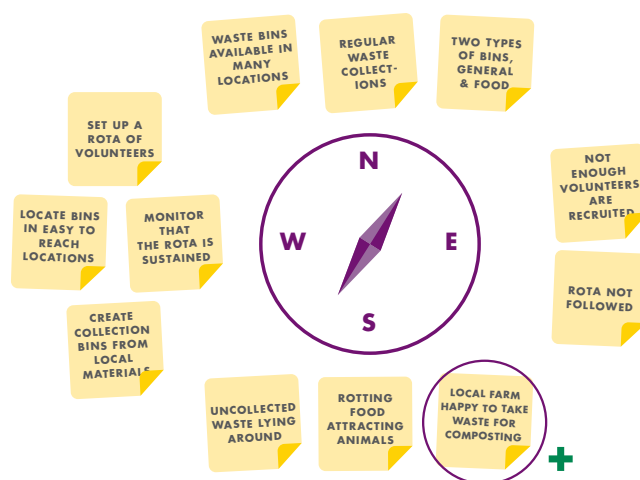 WASTE BINS
AVAILABLE IN
MANY
LOCATIONS
REGULAR
WASTE
COLLECT-
IONS
TWO TYPES
OF BINS,
GENERAL
& FOOD
SET UP A
ROTA OF
VOLUNTEERS
LOCATE BINS
IN EASY TO
REACH
LOCATIONS
MONITOR
THAT
THE ROTA IS
SUSTAINED
CREATE
COLLECTION
BINS FROM
LOCAL
MATERIALS
N
W
E
S
NOT
ENOUGH
VOLUNTEERS
ARE
RECRUITED
ROTA NOT
FOLLOWED
UNCOLLECTED
WASTE LYING
AROUND
ROTTING
FOOD
ATTRACTING
ANIMALS
LOCAL FARM
HAPPY TO TAKE
WASTE FOR
COMPOSTING
+